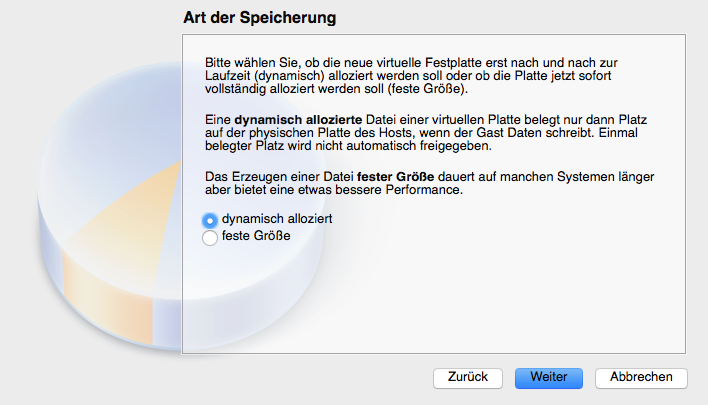 Art der Speicherung
Bitte wählen Sie, ob die neue virtuelle Festplatte erst nach und nach zur
Laufzeit (dynamisch) alloziert werden soll oder ob die Platte jetzt sofort
vollständig alloziert werden soll (feste Größe).
Eine dynamisch allozierte Datei einer virtuellen Platte belegt nur dann Platz
auf der physischen Platte des Hosts, wenn der Gast Daten schreibt. Einmal
belegter Platz wird nicht automatisch freigegeben.
Das Erzeugen einer Datei fester Größe dauert auf manchen Systemen länger
aber bietet eine etwas bessere Performance.
dynamisch alloziert
feste Größe
Zurück Weiter Abbrechen